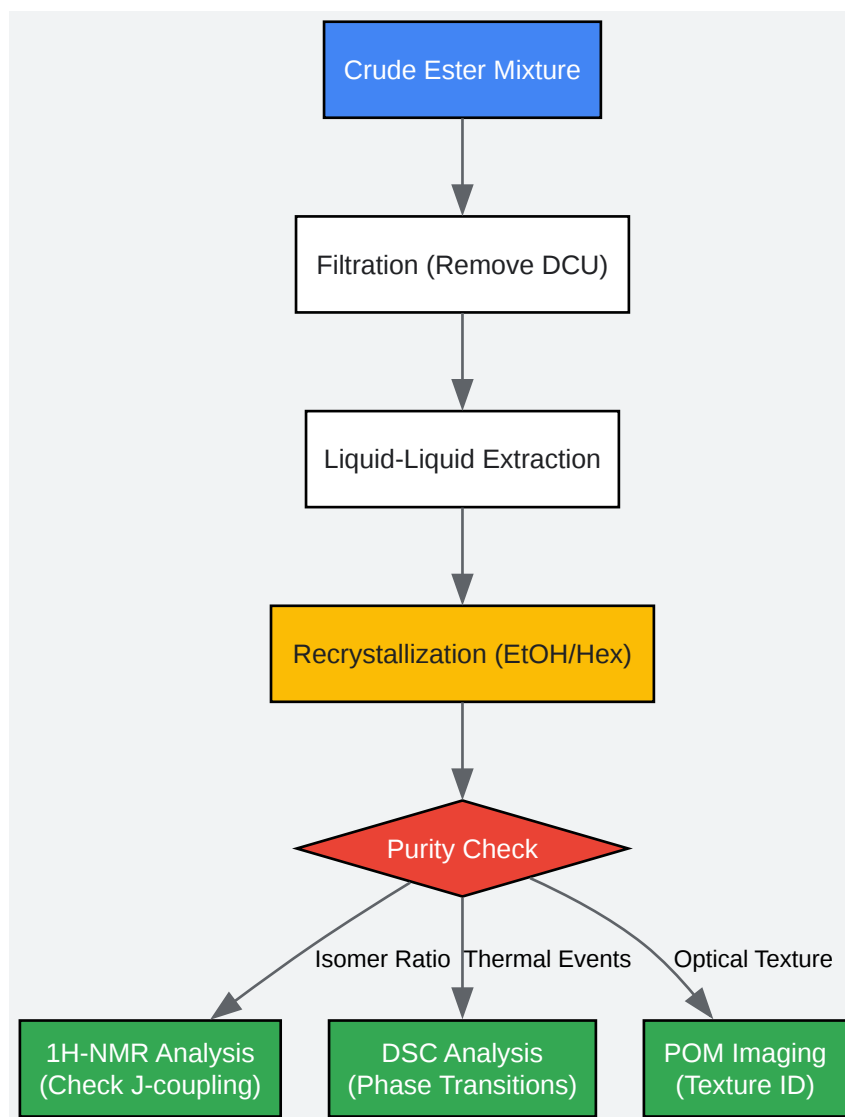 Crude Ester Mixture
Filtration (Remove DCU)
Liquid-Liquid Extraction
Recrystallization (EtOH/Hex)
Purity Check
Isomer Ratio
Thermal Events
Optical Texture
1H-NMR Analysis
(Check J-coupling)
DSC Analysis
(Phase Transitions)
POM Imaging
(Texture ID)